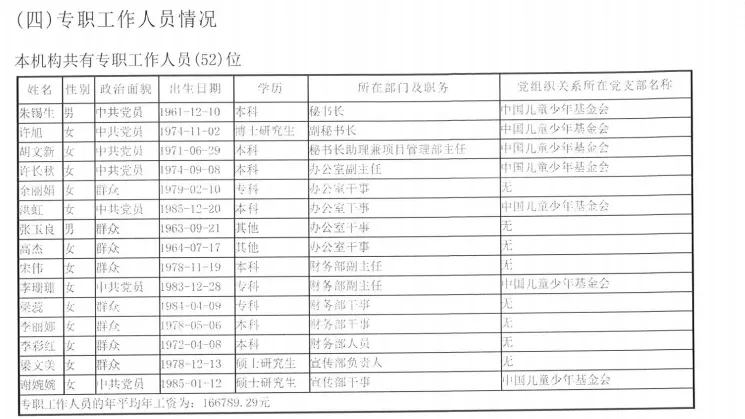 (四)专职工作人员情况
本机构共有专职工作人员(52)位
姓名 性别 政治面貌 出生日期 学历 所在部门及职务 党组织关系所在党支部名称
朱锡生 男 中共党员 1961-12-10 本科 秘书长 中国儿童少年基金会
许旭 女 中共党员 1974-11-02 博士研究生 副秘书长 中国儿童少年基金会
胡文新 女 中共党员 1971-06-29 本科 秘书长助理兼项目管理部主任 中国儿童少年基金会
许长秋 女 中共党员 1974-09-08 本科 办公室副主任 中国儿童少年基金会
余丽娟 女 群众 1979-02-10 专科 办公室干事 无
洪虹 女 中共党员 1985-12-20 本科 办公室干事 中国儿童少年基金会
张玉良 男 群众 1963-09-21 其他 办公室干事 无
高杰 女 群众 1964-07-17 其他 办公室干事 无
宋伟 女 群众 1978-11-19 本科 财务部副主任 无
李珊珊 女 中共党员 1983-12-28 专科 财务部副主任 中国儿童少年基金会
梁蕊 女 群众 1984-04-09 专科 财务部干事 无
李丽娜 女 群众 1978-05-06 本科 财务部干事 无
李彩红 女 群众 1972-04-08 本科 财务部人员 无
梁文美 女 群众 1978-12-13 硕士研究生 宣传部负责人 无
谢婉婉 女 中共党员 1985-01-12 硕士研究生 宣传部干事 中国儿童少年基金会
专职工作人员的年平均年工资为：166789.29元